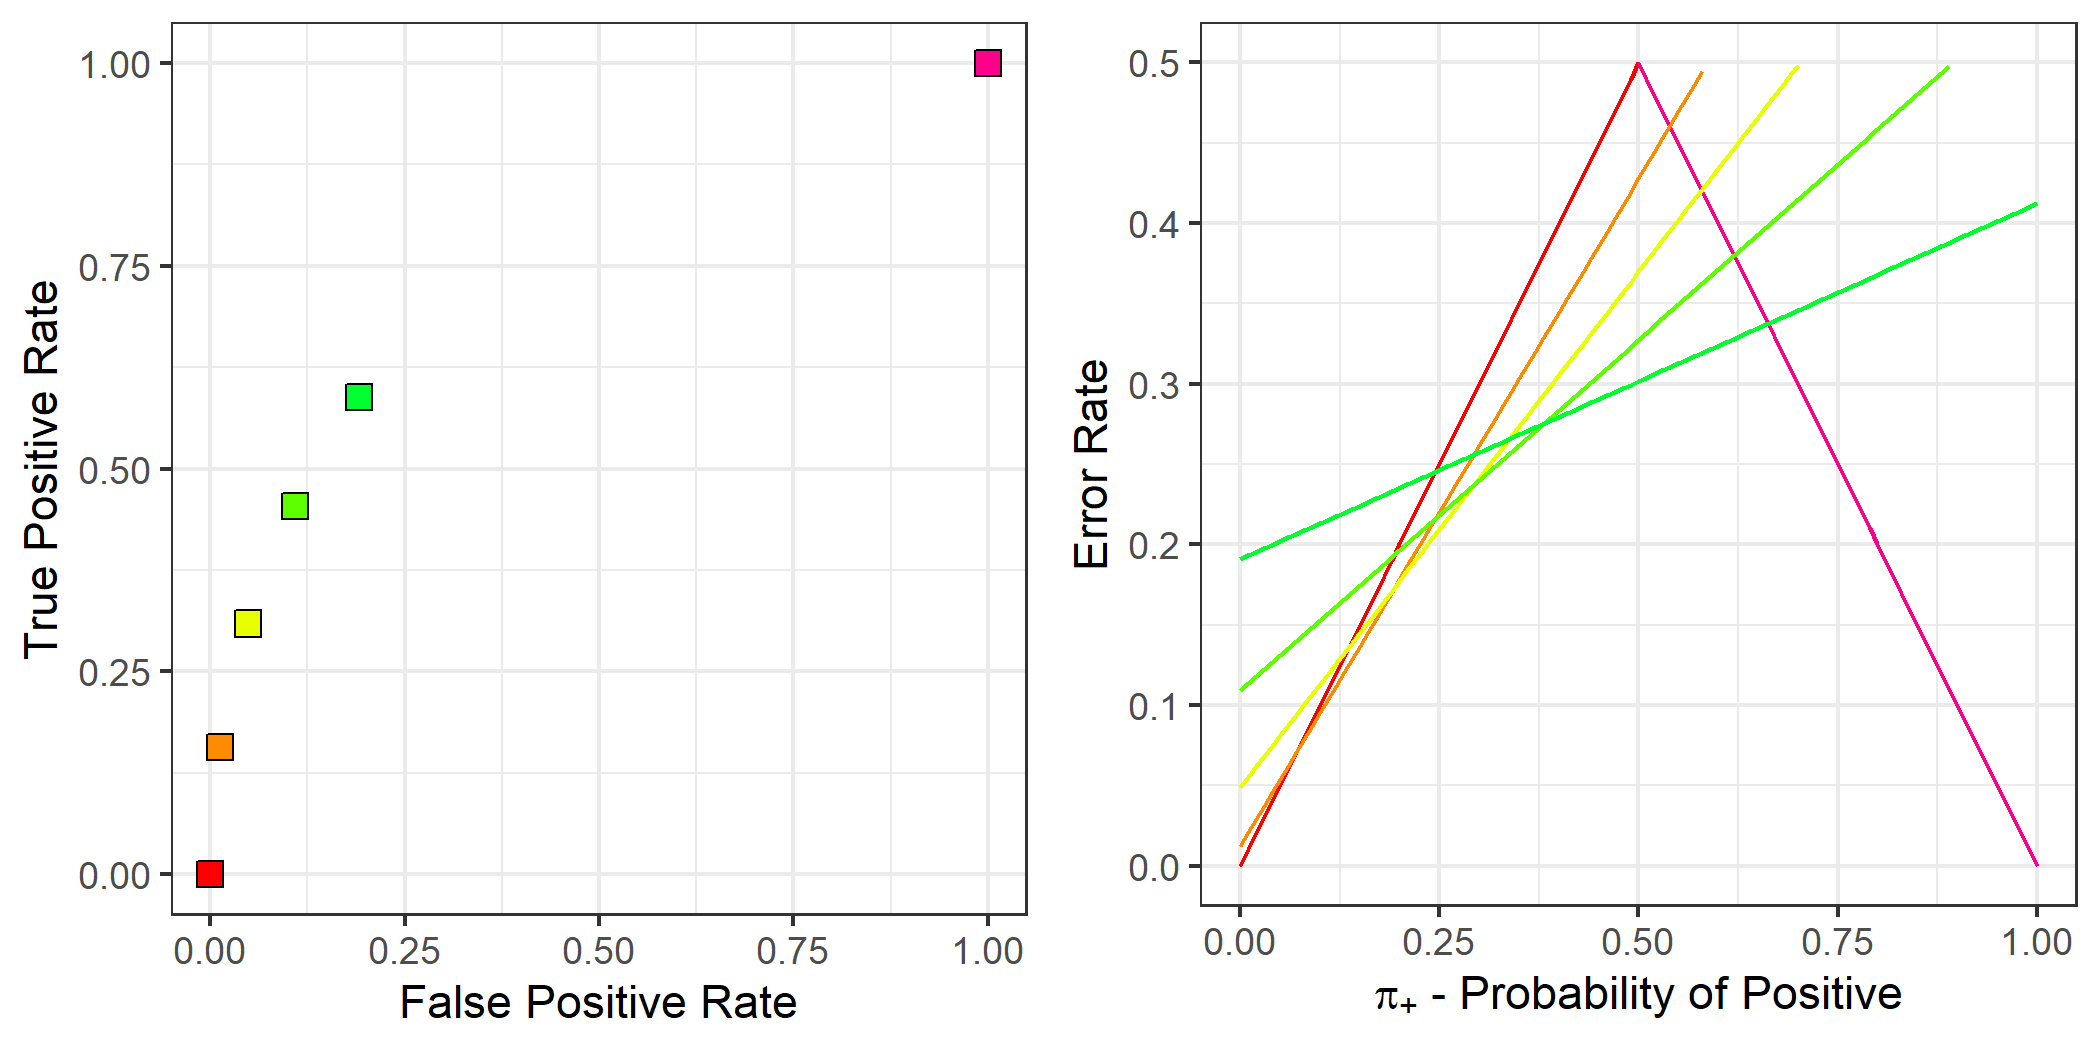 True Positive Rate
1.00
0.75
0.50
0.25
0.00
0.00 0.25 0.50 0.75 1.00
False Positive Rate
Error Rate
0.5
0.4
0.3
0.2
0.1
0.0
0.00 0.25 0.50 0.75 1.00
π₊ - Probability of Positive